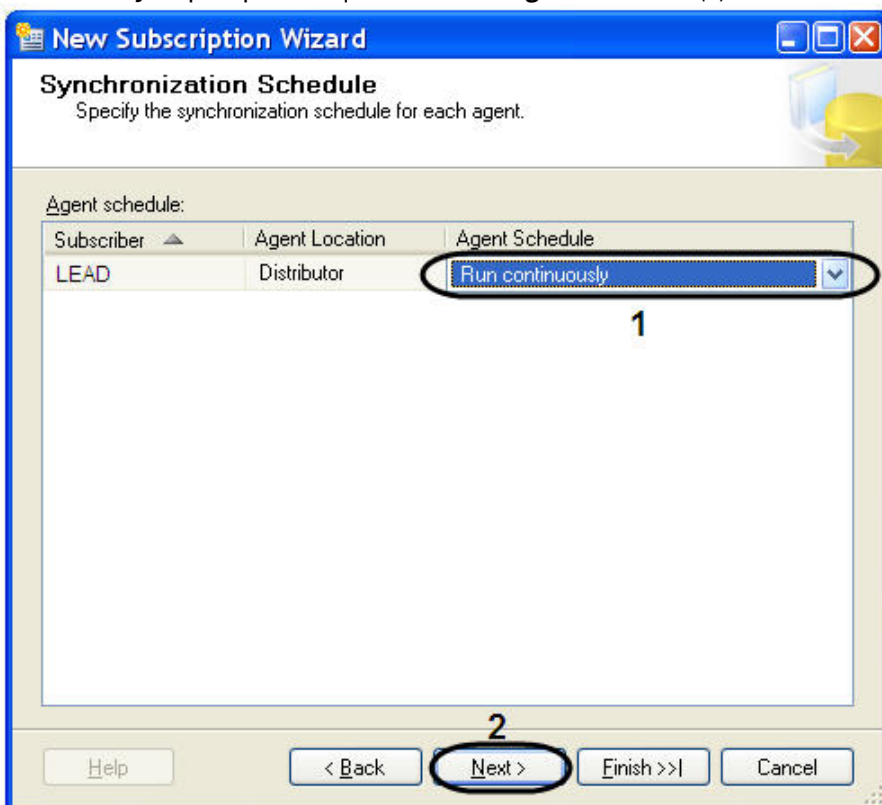 New Subscription Wizard
Synchronization Schedule
Specify the synchronization schedule for each agent.
Agent schedule:
Subscriber Agent Location Agent Schedule
LEAD Distributor Run continuously
1
2
Help < Back Next > Finish >>| Cancel